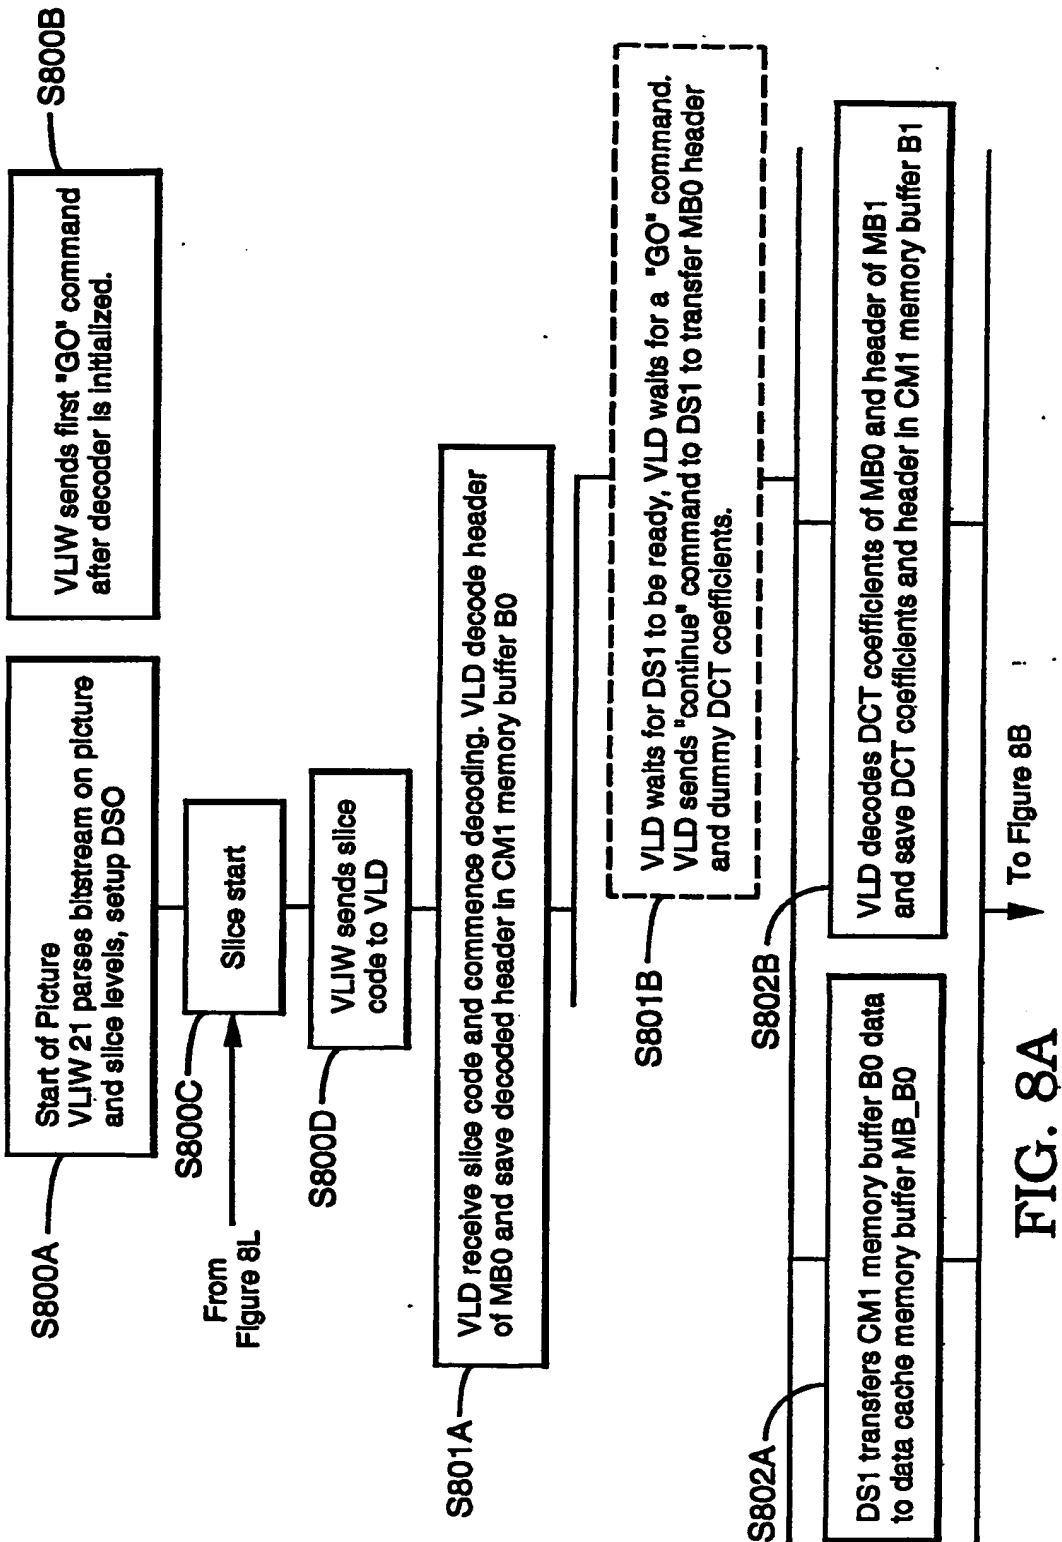 S800A
Start of Picture
VLIW 21 parses bitstream on picture
and slice levels, setup DSO
VLIW sends first "GO" command
after decoder is initialized.
S800B
S800C
Slice start
From
Figure 8L
S800D
VLIW sends slice
code to VLD
S801A
VLD receive slice code and commence decoding. VLD decode header
of MB0 and save decoded header in CM1 memory buffer B0
S801B
VLD waits for DS1 to be ready, VLD waits for a "GO" command.
VLD sends "continue" command to DS1 to transfer MB0 header
and dummy DCT coefficients.
S802A
DS1 transfers CM1 memory buffer B0 data
to data cache memory buffer MB_B0
S802B
VLD decodes DCT coefficients of MB0 and header of MB1
and save DCT coefficients and header in CM1 memory buffer B1
To Figure 8B
FIG. 8A